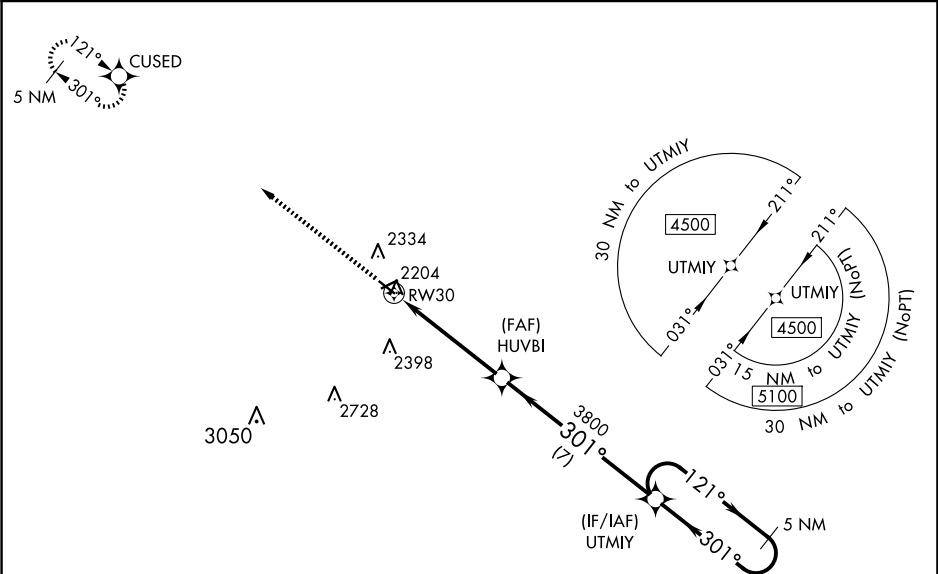 121°
CUSED
301°
5 NM
30 NM to UTMIY
211°
4500
UTMIY
031°
211°
UTMIY
4500
031°
15 NM to UTMIY (NoPT)
5100
30 NM to UTMIY (NoPT)
2334
2204
RW30
(FAF)
HUVBI
2398
2728
3050
3800
301°
(7)
121°
(IF/IAF)
UTMIY
5 NM
301°